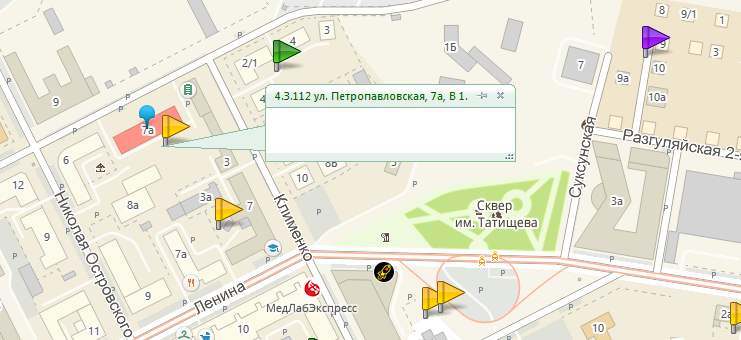 8
9/1
1
3
4
1Б
9
2/1
10
7
9а
10
9
10а
4.3.112 ул. Петропавловская, 7а, В 1.
7а
Разгуляйская 2-я
Суксунская
6
3
5
8в
12
10
3а
3а
8а
7
Николая Островского
Клименко
Сквер
им. Татищева
7а
9
Ленина
МедЛабЭкспресс
11
10
2а